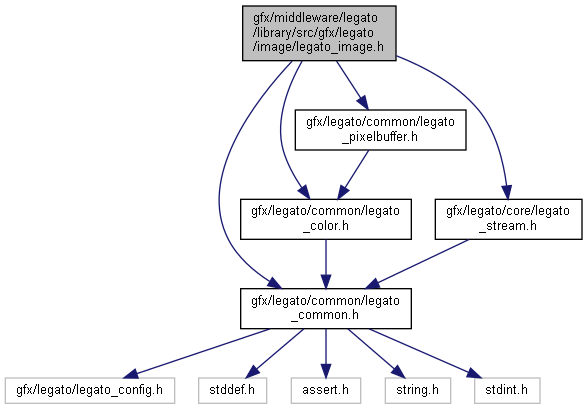 gfx/middleware/legato
/library/src/gfx/legato
/image/legato_image.h
gfx/legato/common/legato
_pixelbuffer.h
gfx/legato/common/legato
_color.h
gfx/legato/core/legato
_stream.h
gfx/legato/common/legato
_common.h
gfx/legato/legato_config.h
stddef.h
assert.h
string.h
stdint.h